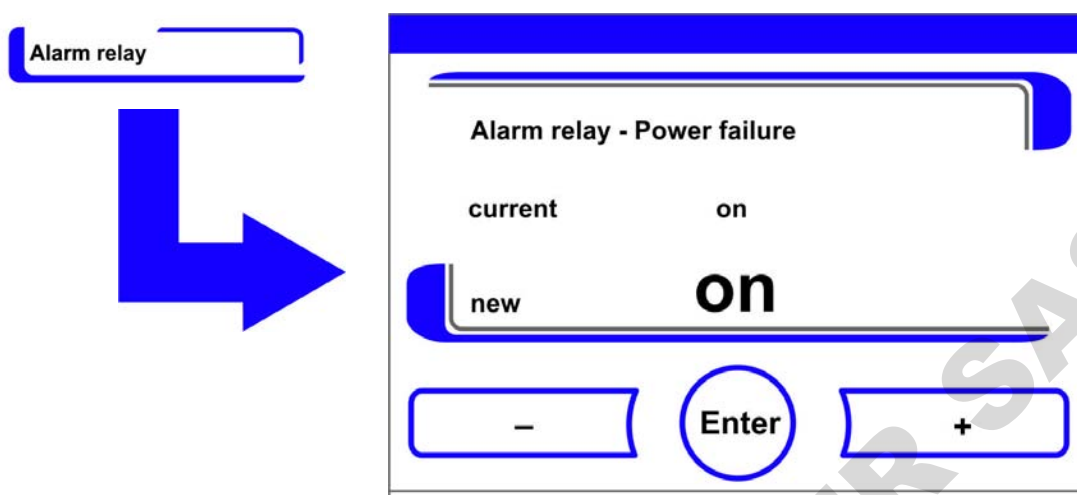 Alarm relay
Alarm relay - Power failure
current on
new on
– Enter +